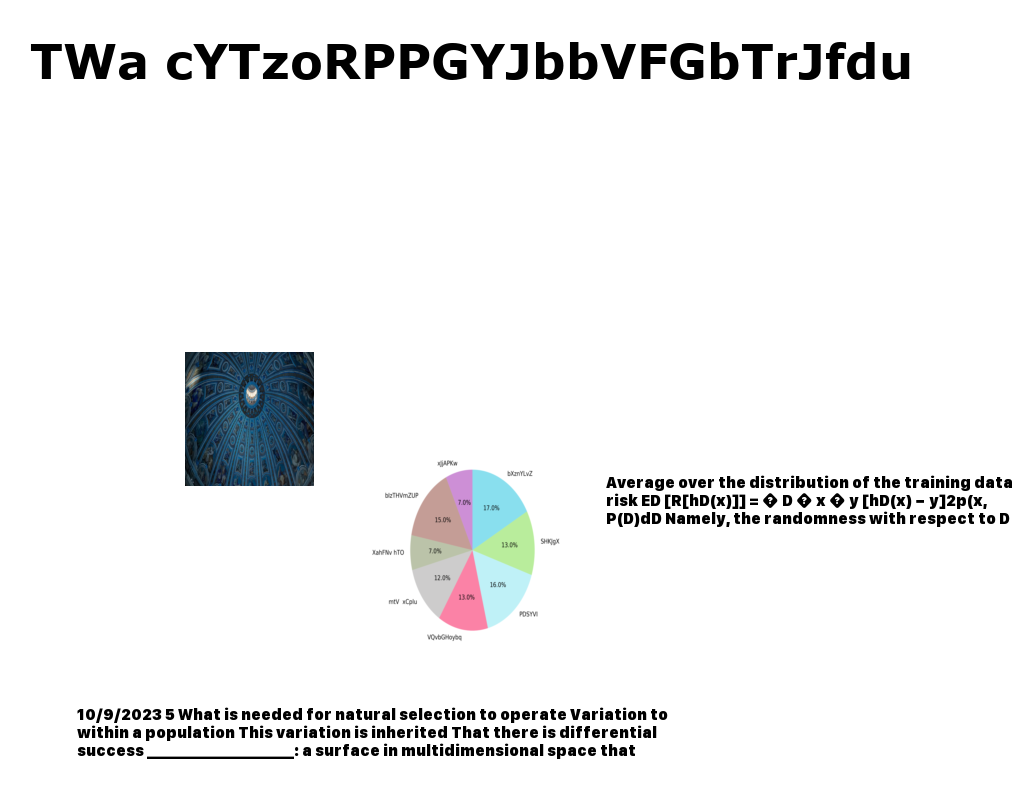 TWa cYTzoRPPGYJbbVFGbTrJfdu
xJjAPKw
bXznYLvZ
bizTHVmZUP
7.0%
17.0%
15.0%
SHKJgX
13.0%
XahFNv hTO
7.0%
12.0%
16.0%
mtV xCplu
13.0%
PDSYVl
VQvbGHoybq
Average over the distribution of the training data
risk ED [R[hD(x)]] = � D � x � y [hD(x) − y]2p(x,
P(D)dD Namely, the randomness with respect to D
10/9/2023 5 What is needed for natural selection to operate Variation to
within a population This variation is inherited That there is differential
success ____________________: a surface in multidimensional space that